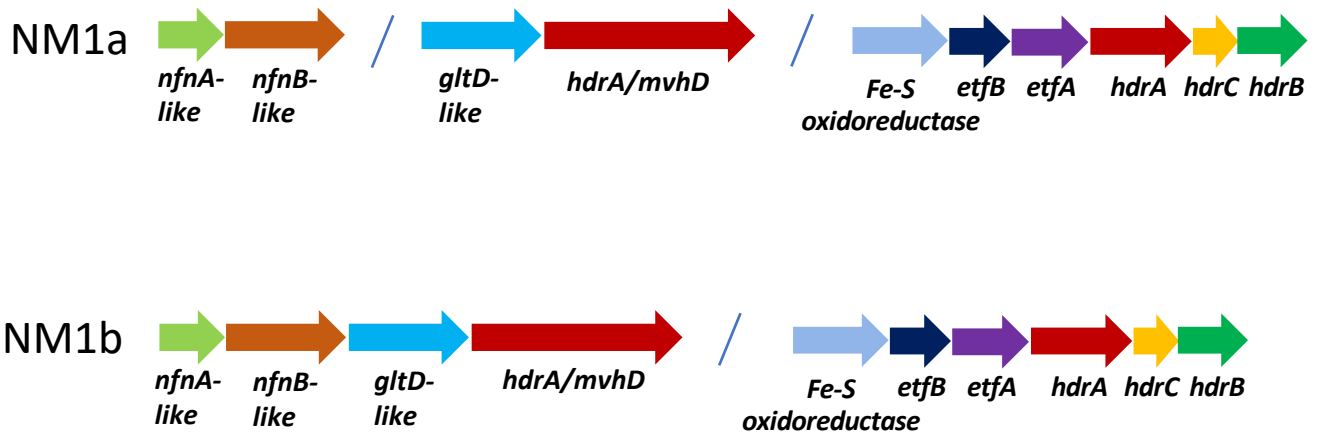 NM1a
nfnA- nfnB- gltD- hdrA/mvhD Fe-S etfB etfA hdrA hdrC hdrB
like like like oxidoreductase
NM1b
nfnA- nfnB- gltD- hdrA/mvhD Fe-S etfB etfA hdrA hdrC hdrB
like like like oxidoreductase